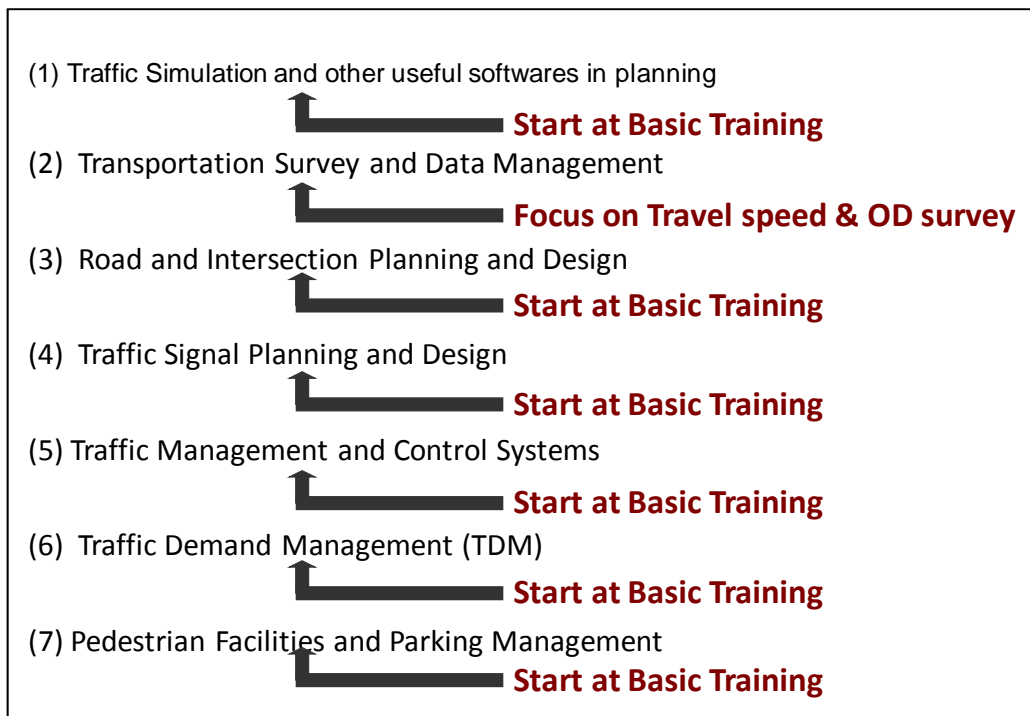 (1) Traffic Simulation and other useful softwares in planning
Start at Basic Training
(2) Transportation Survey and Data Management
Focus on Travel speed & OD survey
(3) Road and Intersection Planning and Design
Start at Basic Training
(4) Traffic Signal Planning and Design
Start at Basic Training
(5) Traffic Management and Control Systems
Start at Basic Training
(6) Traffic Demand Management (TDM)
Start at Basic Training
(7) Pedestrian Facilities and Parking Management
Start at Basic Training